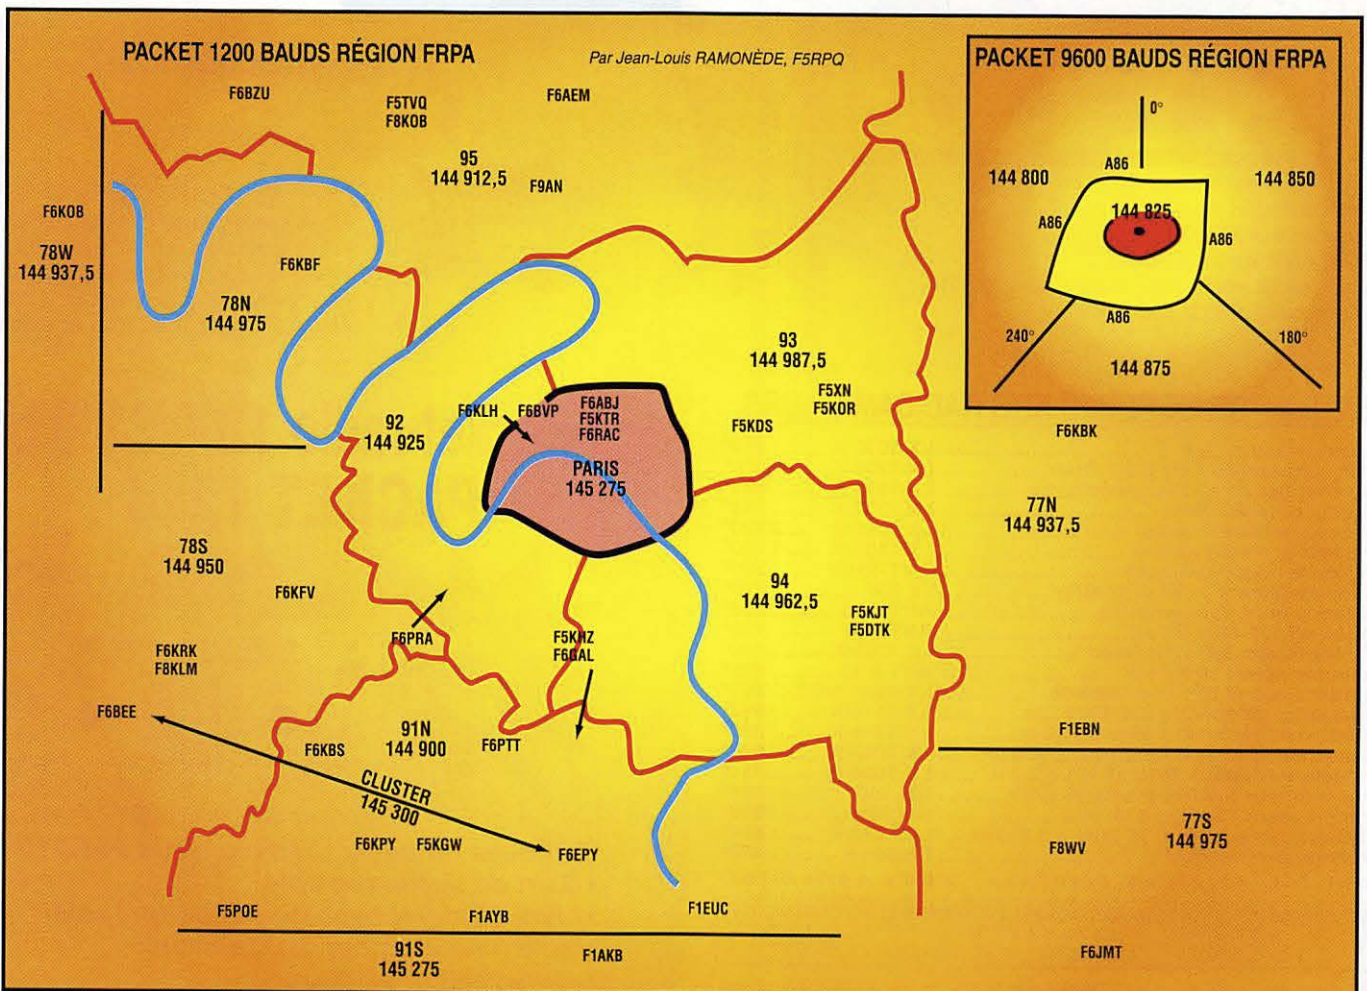 PACKET 1200 BAUDS RÉGION FRPA
Par Jean-Louis RAMONÈDE, F5RPQ
F6BZU
F5TVQ
F8KOB
F6AEM
95
144 912,5
F9AN
F6KOB
78W
144 937,5
F6KBF
78N
144 975
93
144 987,5
F5XN
F5KOR
F5KDS
92
144 925
F6KLH
F6BVP
F6ABJ
F5KTR
F6RAC
PARIS
145 275
78S
144 950
F6KFV
F6PRA
F6KRK
F8KLM
F5KHZ
F6GAL
94
144 962,5
F5KJT
F5DTK
F6BEE
91N
144 900
F6KBS
F6PTT
CLUSTER
145 300
F6KPY
F5KGW
F6EPY
F5POE
F1AYB
F1EUC
91S
145 275
F1AKB
PACKET 9600 BAUDS RÉGION FRPA
0°
A86
144 800
144 850
144 825
A86
A86
A86
240°
180°
144 875
F6KBK
77N
144 937,5
F1EBN
77S
144 975
F8WV
F6JMT